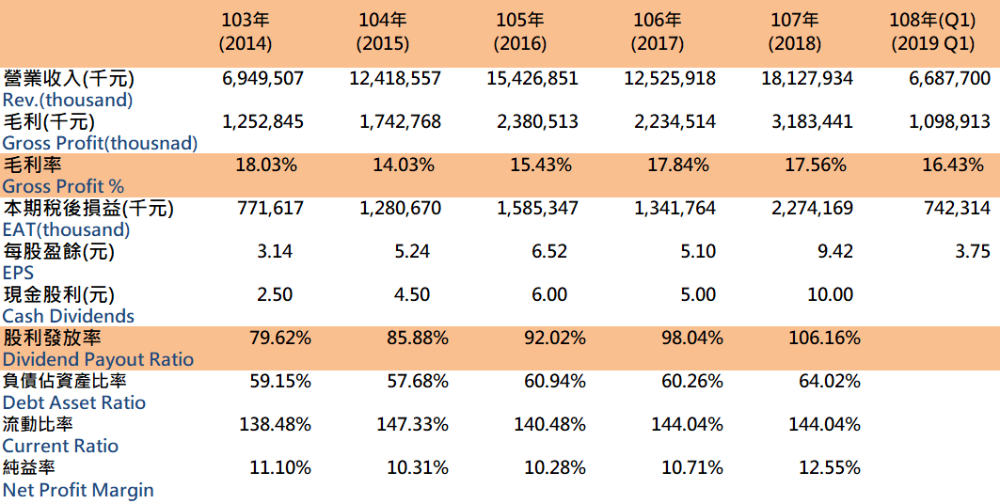 103年 104年 105年 106年 107年 108年(Q1)
(2014) (2015) (2016) (2017) (2018) (2019 Q1)
營業收入(千元) 6,949,507 12,418,557 15,426,851 12,525,918 18,127,934 6,687,700
Rev.(thousand)
毛利(千元) 1,252,845 1,742,768 2,380,513 2,234,514 3,183,441 1,098,913
Gross Profit(thousnad)
毛利率 18.03% 14.03% 15.43% 17.84% 17.56% 16.43%
Gross Profit %
本期稅後損益(千元) 771,617 1,280,670 1,585,347 1,341,764 2,274,169 742,314
EAT(thousand)
每股盈餘(元) 3.14 5.24 6.52 5.10 9.42 3.75
EPS
現金股利(元) 2.50 4.50 6.00 5.00 10.00
Cash Dividends
股利發放率 79.62% 85.88% 92.02% 98.04% 106.16%
Dividend Payout Ratio
負債佔資產比率 59.15% 57.68% 60.94% 60.26% 64.02%
Debt Asset Ratio
流動比率 138.48% 147.33% 140.48% 144.04% 144.04%
Current Ratio
純益率 11.10% 10.31% 10.28% 10.71% 12.55%
Net Profit Margin